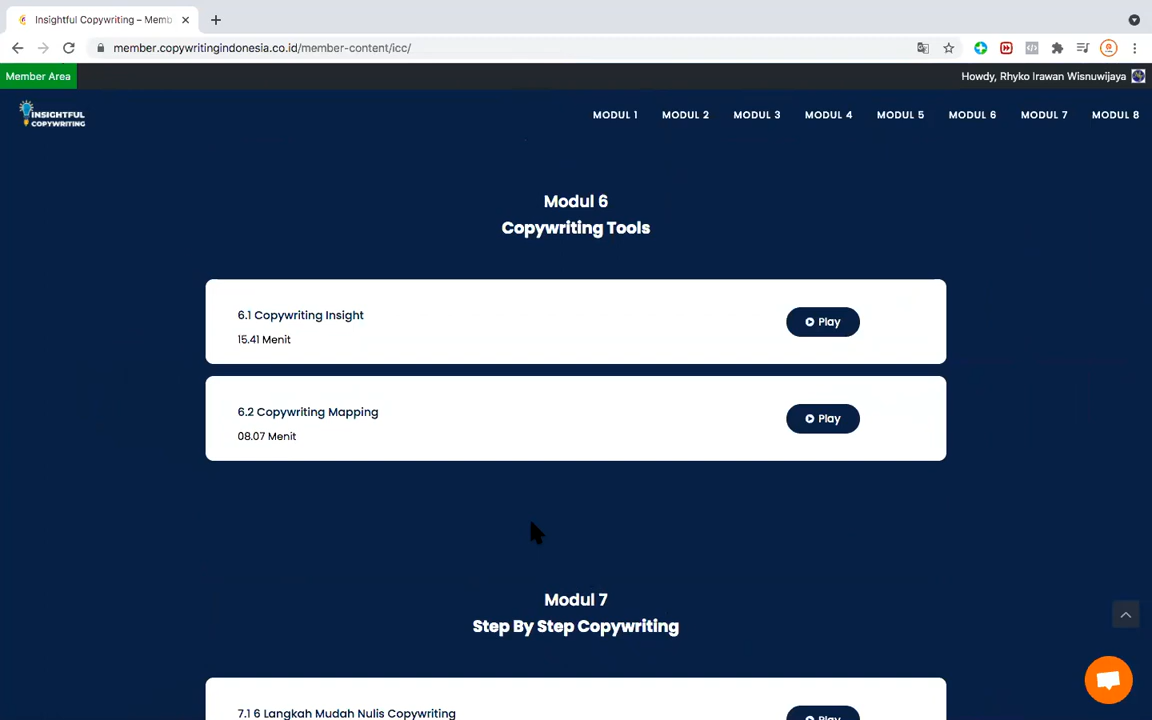 Insightful Copywriting – Memb
member.copywritingindonesia.co.id/member-content/icc/
Member Area
Howdy, Rhyko Irawan Wisnuwijaya
INSIGHTFUL
COPYWRITING
MODUL 1
MODUL 2
MODUL 3
MODUL 4
MODUL 5
MODUL 6
MODUL 7
MODUL 8
Modul 6
Copywriting Tools
6.1 Copywriting Insight
15.41 Menit
Play
6.2 Copywriting Mapping
08.07 Menit
Play
Modul 7
Step By Step Copywriting
7.1 6 Langkah Mudah Nulis Copywriting
Play